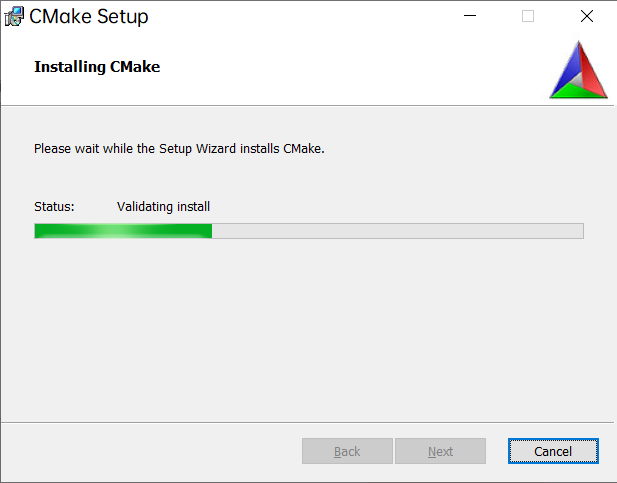 CMake Setup
Installing CMake
Please wait while the Setup Wizard installs CMake.
Status: Validating install
Back Next Cancel